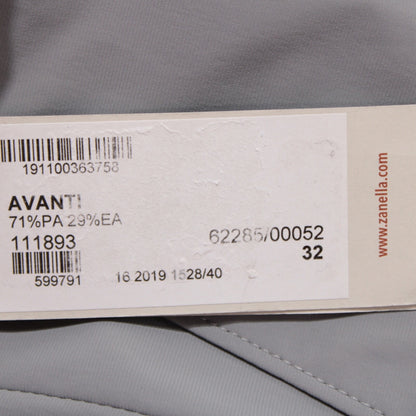 191100363758
AVANTI
71%PA 29%EA
111893
62285/00052
32
599791
16 2019 1528/40
www.zanella.com